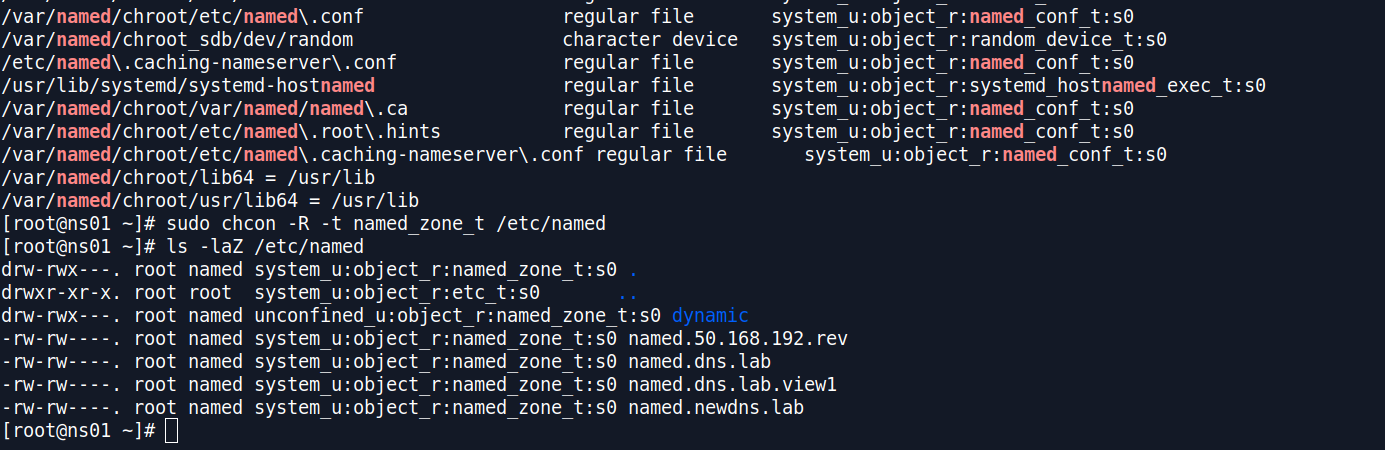 /var/named/chroot/etc/named\.conf                  regular file       system_u:object_r:named_conf_t:s0
/var/named/chroot_sdb/dev/random                   character device   system_u:object_r:random_device_t:s0
/etc/named\.caching-nameserver\.conf               regular file       system_u:object_r:named_conf_t:s0
/usr/lib/systemd/systemd-hostnamed                 regular file       system_u:object_r:systemd_hostnamed_exec_t:s0
/var/named/chroot/var/named/named\.ca              regular file       system_u:object_r:named_conf_t:s0
/var/named/chroot/etc/named\.root\.hints           regular file       system_u:object_r:named_conf_t:s0
/var/named/chroot/etc/named\.caching-nameserver\.conf regular file       system_u:object_r:named_conf_t:s0
/var/named/chroot/lib64 = /usr/lib
/var/named/chroot/usr/lib64 = /usr/lib
[root@ns01 ~]# sudo chcon -R -t named_zone_t /etc/named
[root@ns01 ~]# ls -laZ /etc/named
drw-rwx---. root named system_u:object_r:named_zone_t:s0 .
drwxr-xr-x. root root  system_u:object_r:etc_t:s0       ..
drw-rwx---. root named unconfined_u:object_r:named_zone_t:s0 dynamic
-rw-rw----. root named system_u:object_r:named_zone_t:s0 named.50.168.192.rev
-rw-rw----. root named system_u:object_r:named_zone_t:s0 named.dns.lab
-rw-rw----. root named system_u:object_r:named_zone_t:s0 named.dns.lab.view1
-rw-rw----. root named system_u:object_r:named_zone_t:s0 named.newdns.lab
[root@ns01 ~]#